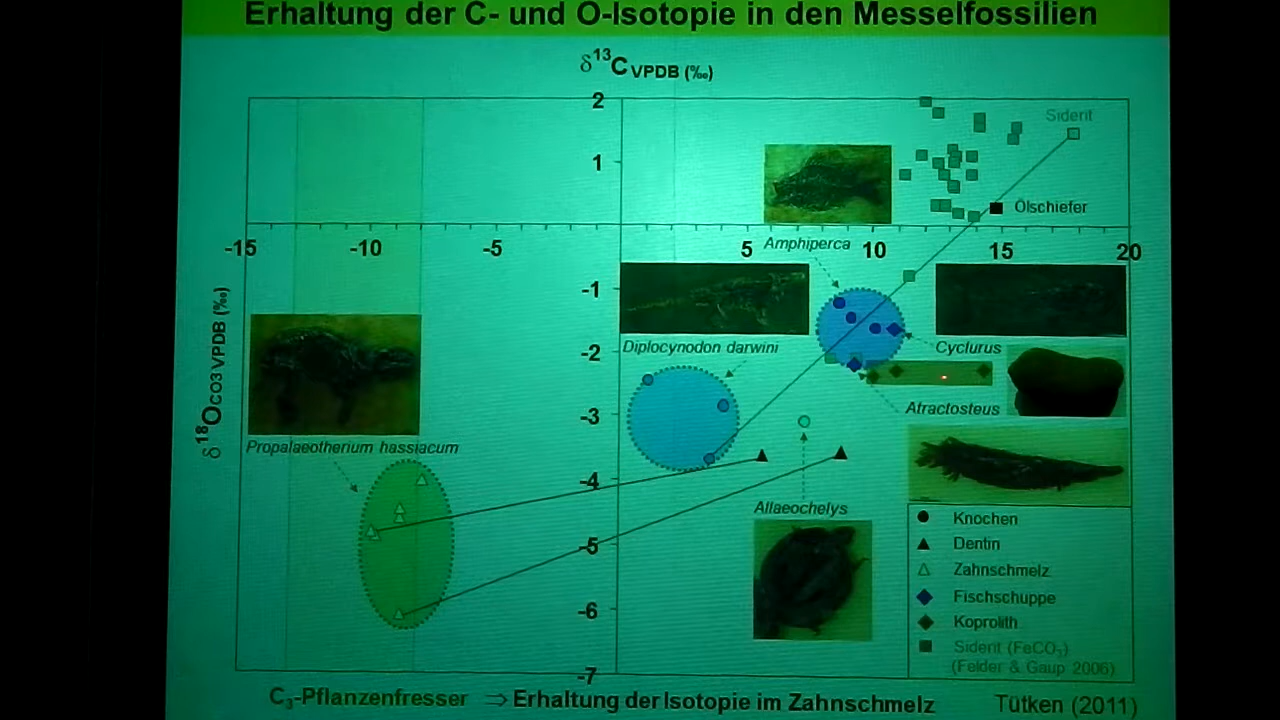 Erhaltung der C- und O-Isotopie in den Messelfossilien
δ13CVPDB (‰)
2
Siderit
1
Ölschiefer
-15 -10 -5 5 10 15 20
Amphiperca
-1
Diplocynodon darwini
-2
Cyclurus
δ18OCO3 VPDB (‰)
Atractosteus
-3
Propalaeotherium hassiacum
-4
Allaeochelys
-5
-6
-7
Knochen
Dentin
Zahnschmelz
Fischschuppe
Koprolith
Siderit (FeCO3)
(Felder & Gaup 2006)
C3-Pflanzenfresser ⇒ Erhaltung der Isotopie im Zahnschmelz Tütken (2011)